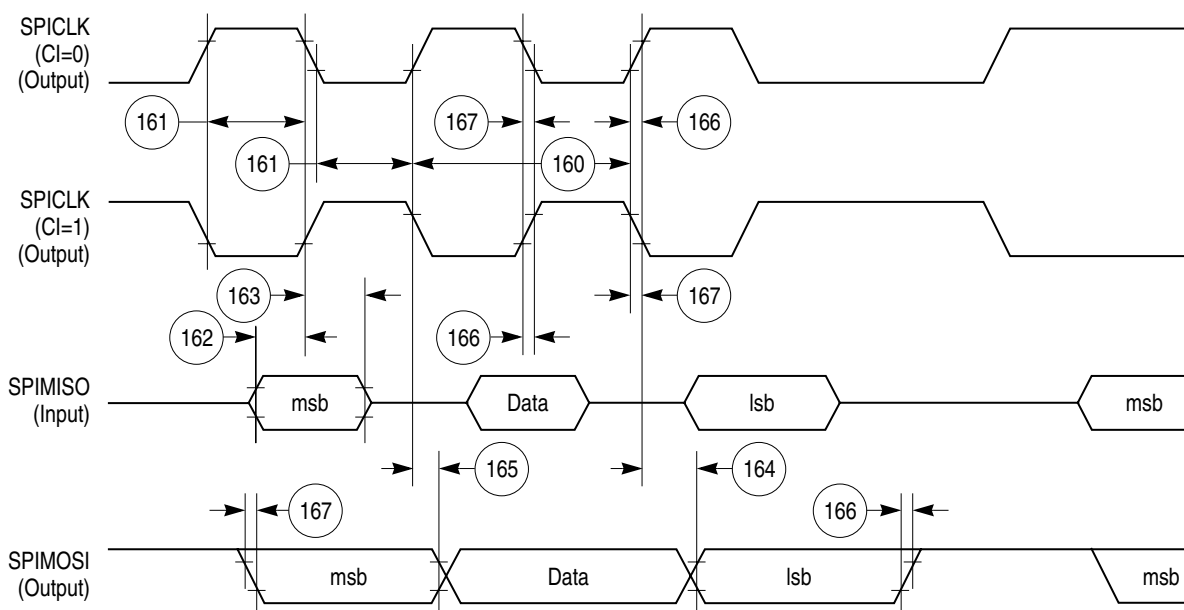 SPICLK
(CI=0)
(Output)
161
167
166
161
160
SPICLK
(CI=1)
(Output)
163
167
162
166
SPIMISO
(Input)
msb
Data
lsb
msb
165
164
167
166
SPIMOSI
(Output)
msb
Data
lsb
msb